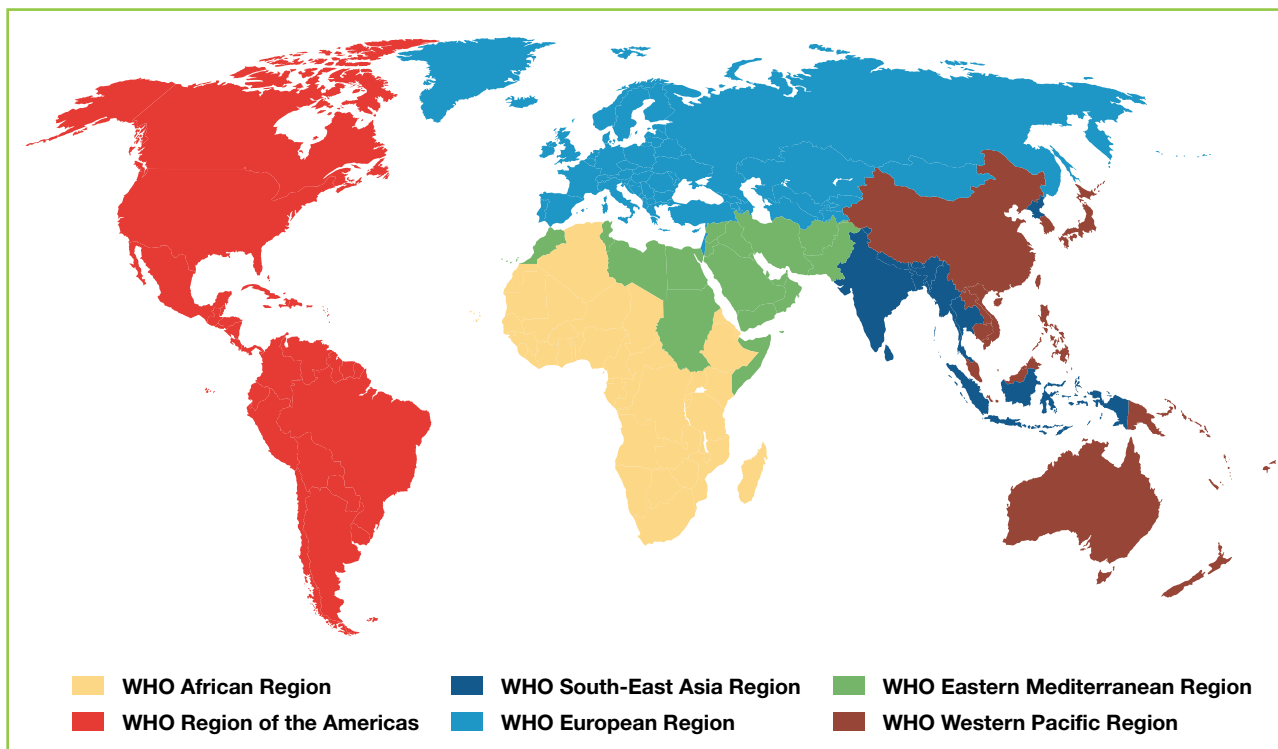 WHO African Region
WHO South-East Asia Region
WHO Eastern Mediterranean Region
WHO Region of the Americas
WHO European Region
WHO Western Pacific Region